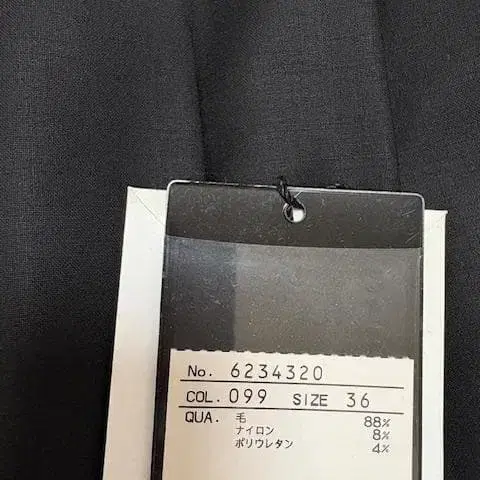 No. 6234320
COL. 099 SIZE 36
QUA. 毛 88%
ナイロン 8%
ポリウレタン 4%